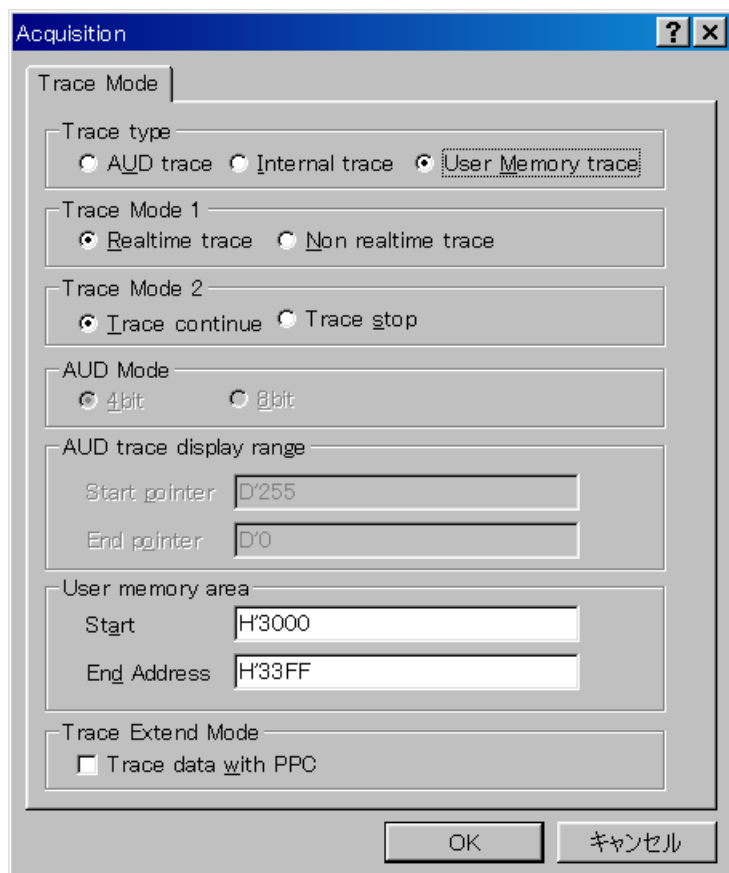 Acquisition
Trace Mode
Trace type
AUD trace Internal trace User Memory trace
Trace Mode 1
Realtime trace Non realtime trace
Trace Mode 2
Trace continue Trace stop
AUD Mode
4bit 8bit
AUD trace display range
Start pointer D'255
End pointer D'0
User memory area
Start H'3000
End Address H'33FF
Trace Extend Mode
Trace data with PPC
OK キャンセル